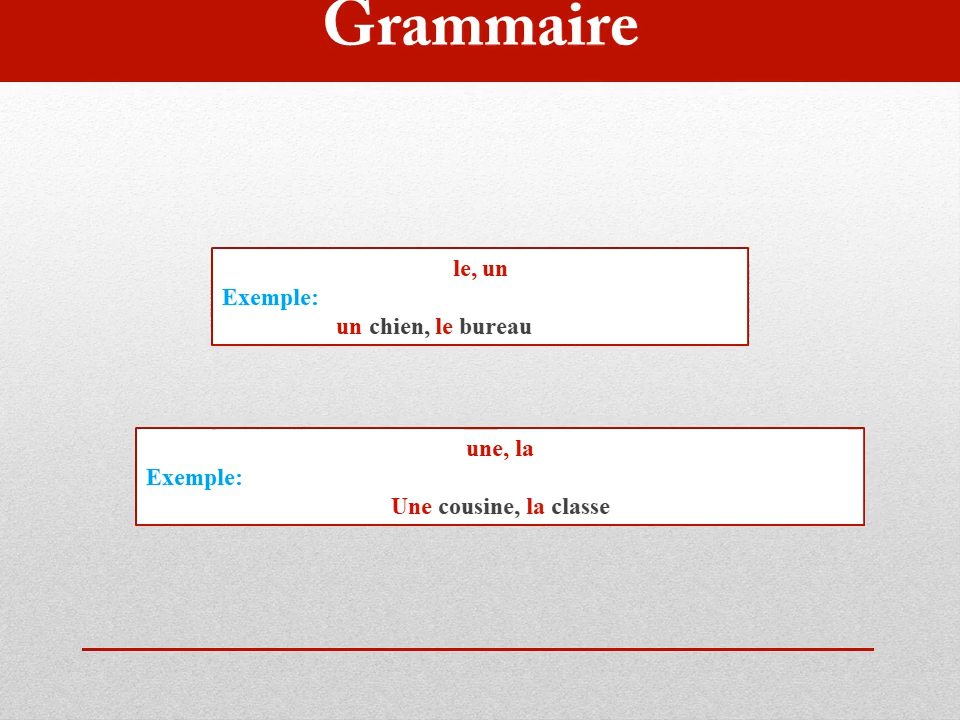 Grammaire
le, un
Exemple:
un chien, le bureau
une, la
Exemple:
Une cousine, la classe